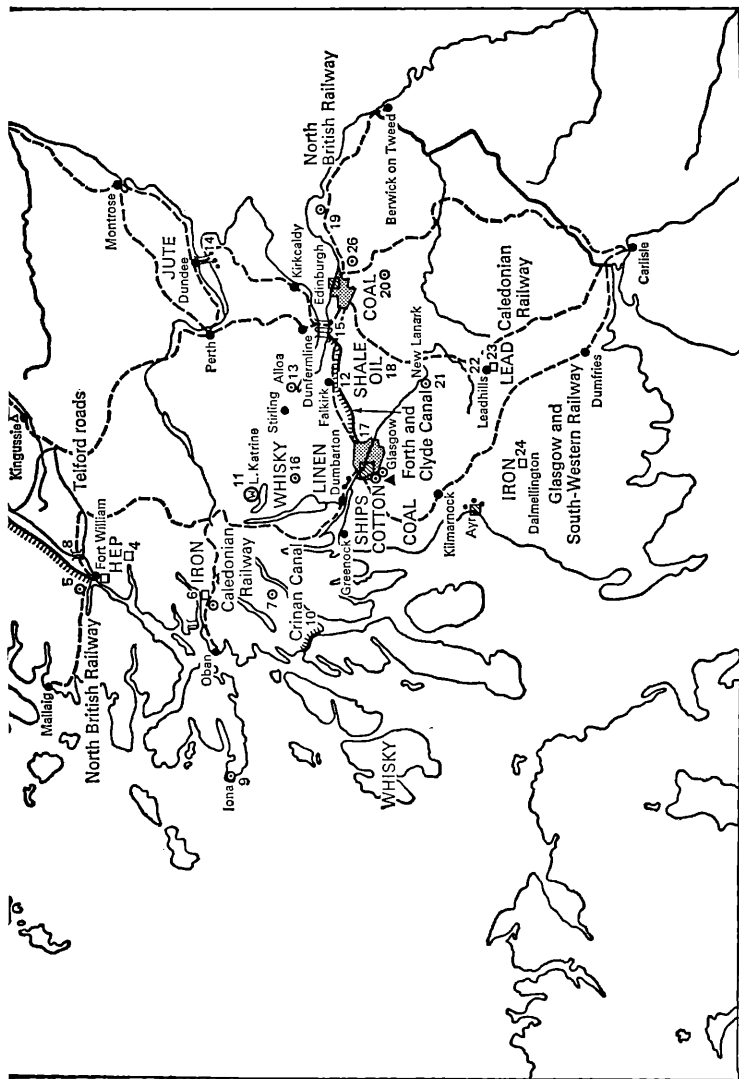 Kingussie
Telford roads
Montrose
JUTE
Dundee
14
Perth
8
Fort William
HEP
4
5
Mallaig
North British Railway
6
IRON
Caledonian
Railway
Oban
Iona
9
7
Crinan Canal
10
11
L. Katrine
WHISKY
16
Stirling
Alloa
13
Kirkcaldy
Dunfermline
Edinburgh
North
British Railway
19
26
Berwick on Tweed
Falkirk
12
15
COAL
20
SHALE
OIL
18
LINEN
Dumbarton
17
Glasgow
Forth and
Clyde Canal
New Lanark
21
SHIPS
COTTON
Greenock
COAL
Kilmarnock
Ayr
WHISKY
22
Leadhills
23
LEAD
Caledonian
Railway
IRON
24
Dalmellington
Glasgow and
South-Western Railway
Dumfries
Carlisle